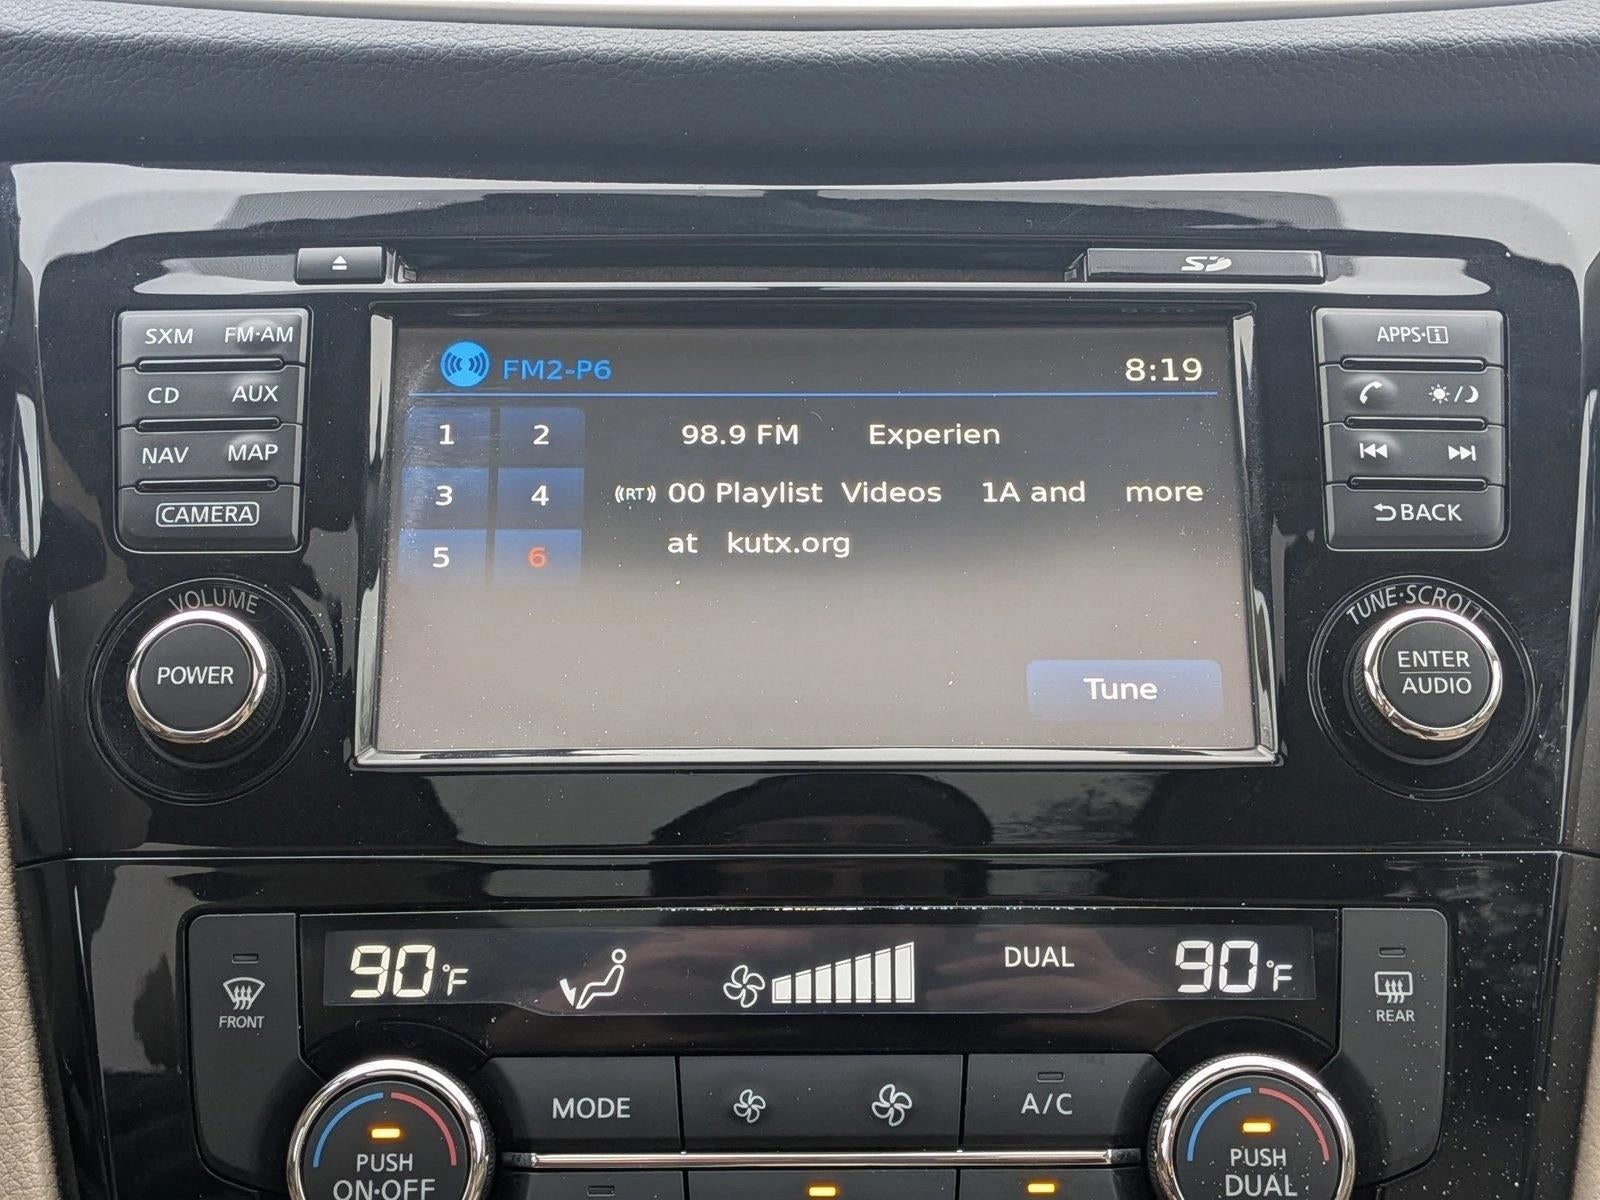 SD
SXM FM·AM
CD AUX
NAV MAP
CAMERA
VOLUME
POWER
FM2-P6 8:19
1 2 98.9 FM Experien
3 4 ((RT)) 00 Playlist Videos 1A and more
at kutx.org
5 6
Tune
APPS·i
BACK
TUNE·SCROLL
ENTER
AUDIO
90°F DUAL 90°F
FRONT
REAR
MODE A/C
PUSH
ON·OFF
PUSH
DUAL